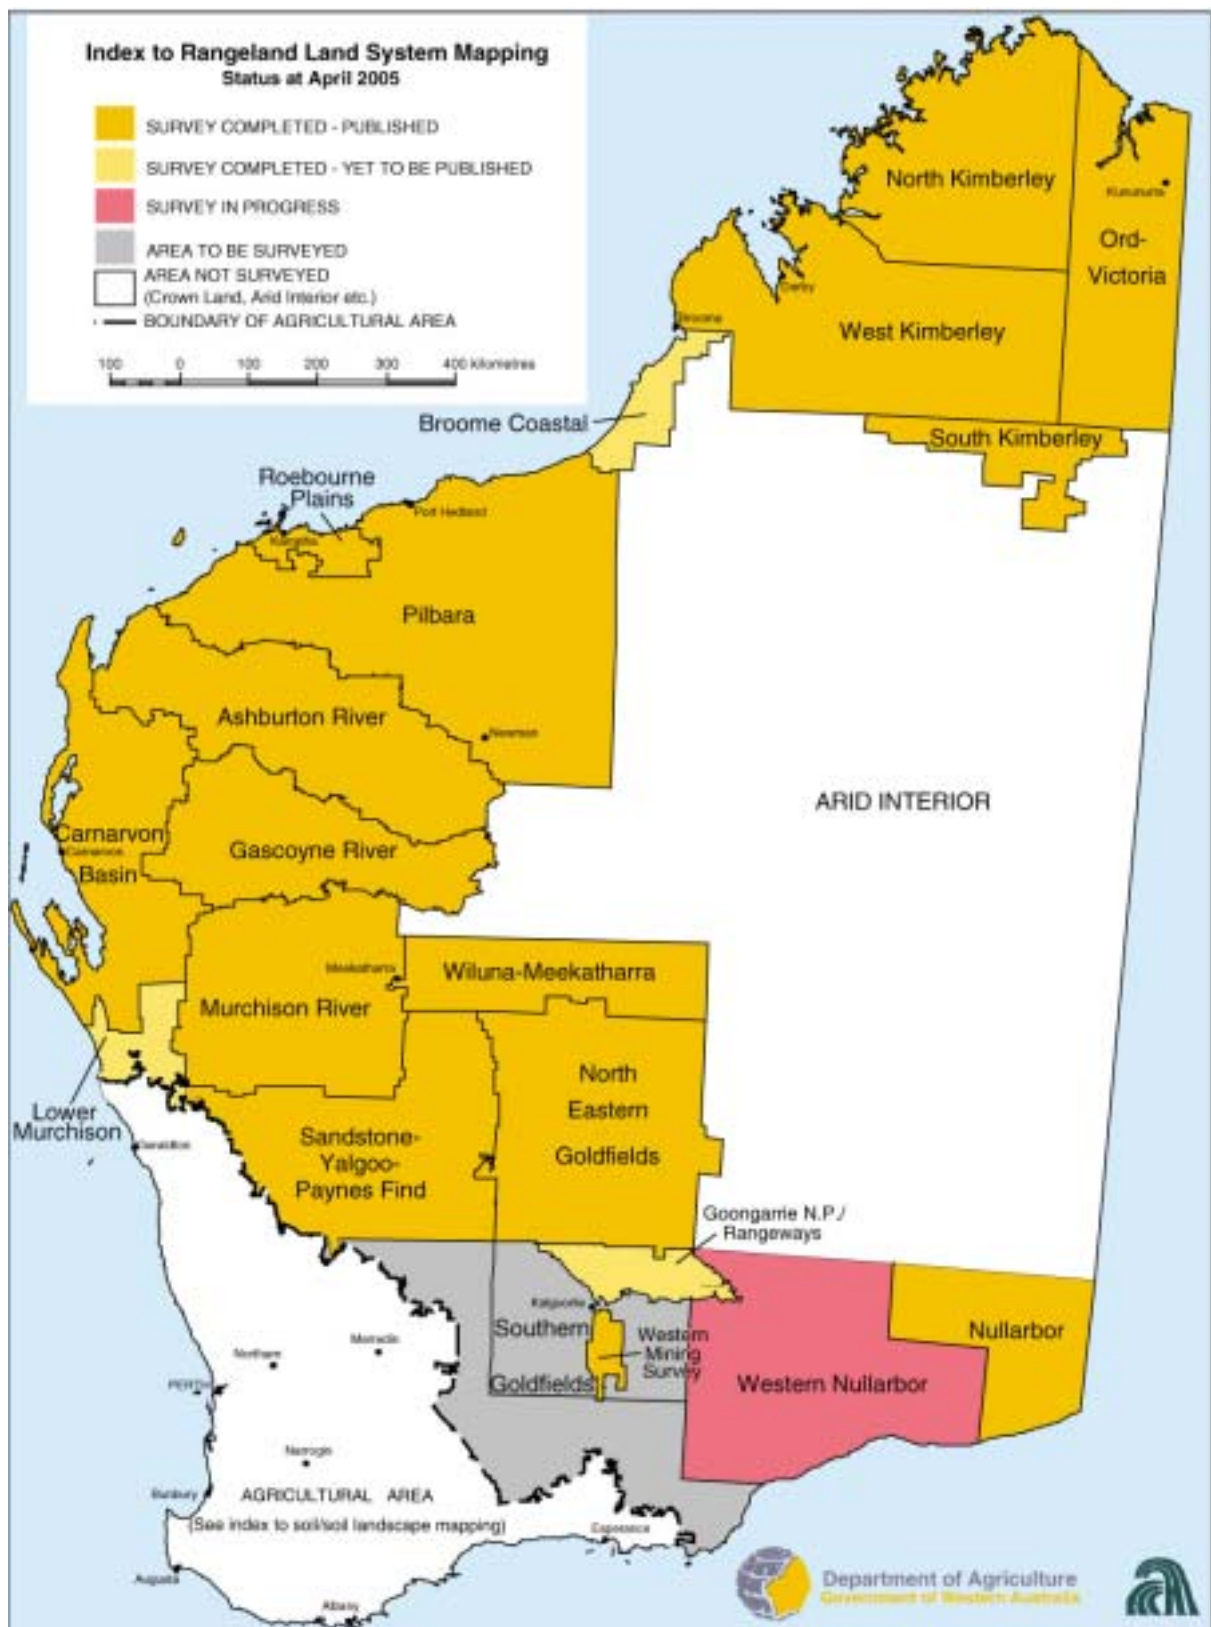 Index to Rangeland Land System Mapping
Status at April 2005
SURVEY COMPLETED - PUBLISHED
SURVEY COMPLETED - YET TO BE PUBLISHED
SURVEY IN PROGRESS
AREA TO BE SURVEYED
AREA NOT SURVEYED
(Crown Land, Arid Interior etc.)
BOUNDARY OF AGRICULTURAL AREA
100 0 100 200 300 400 kilometres
North Kimberley
Kununurra
Ord-
Victoria
Derby
Broome
West Kimberley
Broome Coastal
South Kimberley
Roebourne
Plains
Port Hedland
Karratha
Pilbara
Ashburton River
Newman
ARID INTERIOR
Carnarvon
Carnarvon
Basin
Gascoyne River
Meekatharra
Wiluna-Meekatharra
Murchison River
North
Eastern
Goldfields
Lower
Murchison
Geraldton
Sandstone-
Yalgoo-
Paynes Find
Goongarrie N.P./
Rangeways
Kalgoorlie
Southern
Goldfields
Western
Mining
Survey
Nullarbor
Western Nullarbor
Merredin
Northam
PERTH
Narrogin
Bunbury
AGRICULTURAL AREA
(See index to soil/soil landscape mapping)
Esperance
Augusta
Albany
Department of Agriculture
Government of Western Australia